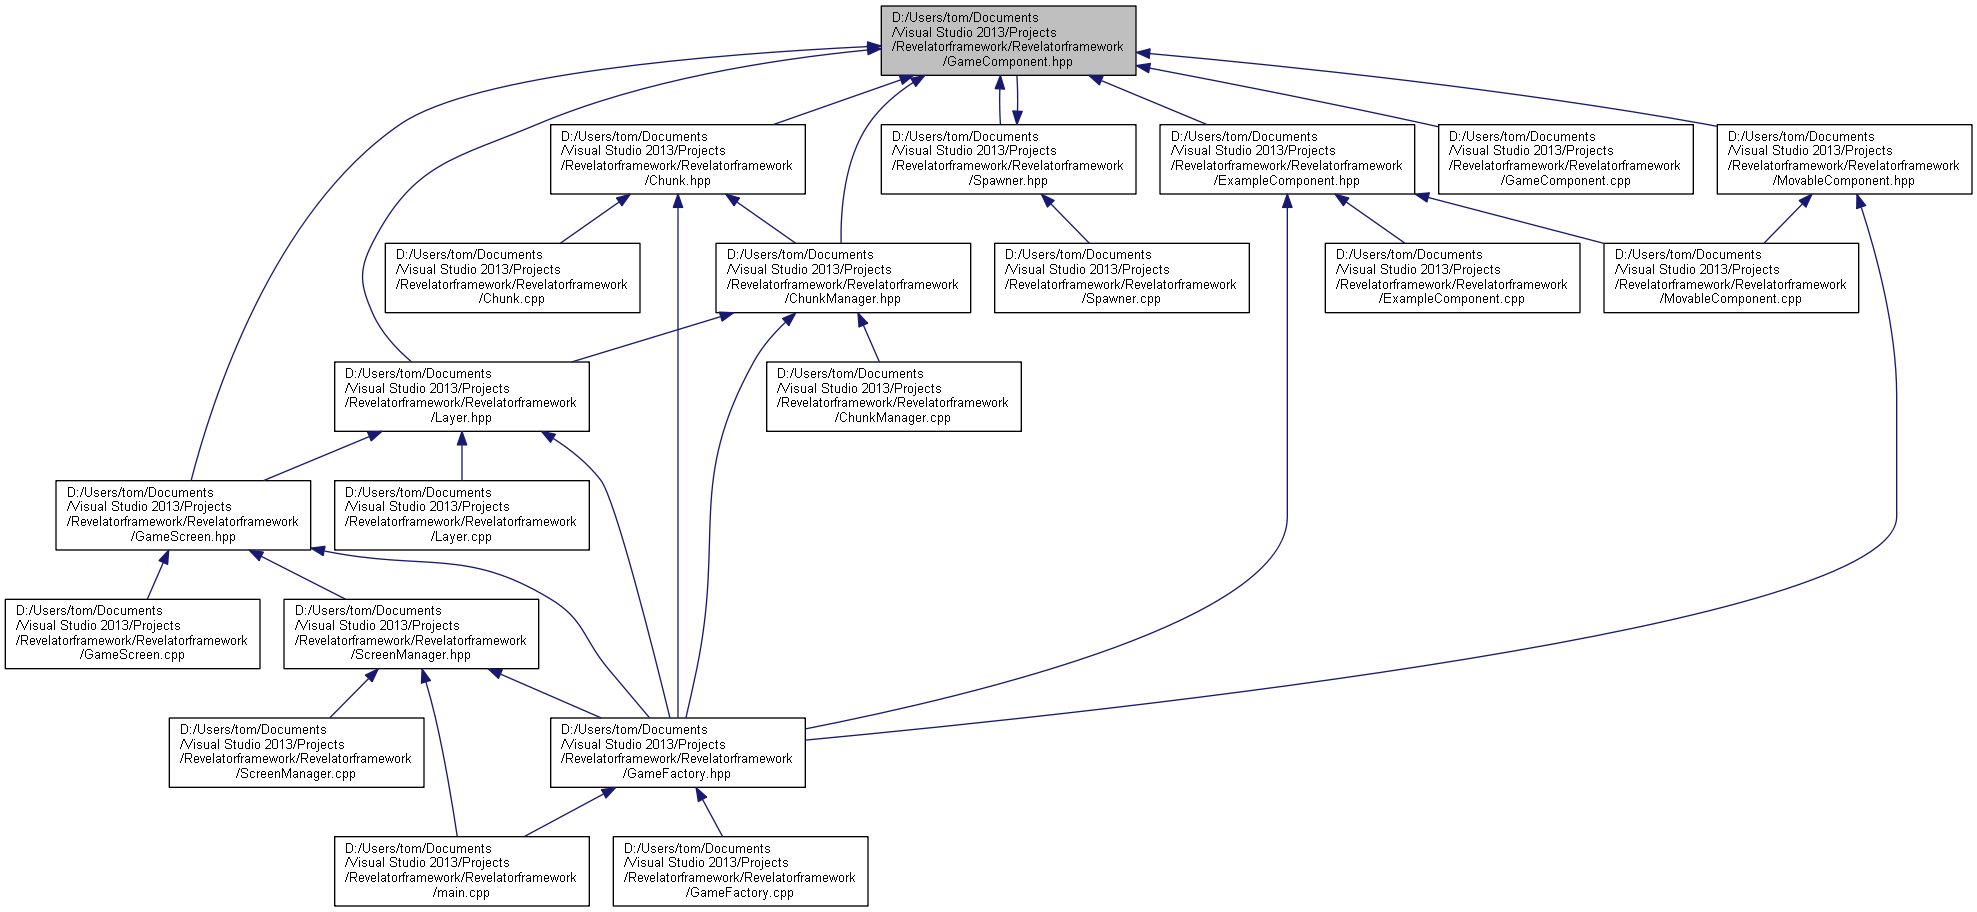 D:/Users/tom/Documents
/Visual Studio 2013/Projects
/Revelatorframework/Revelatorframework
/GameComponent.hpp
D:/Users/tom/Documents
/Visual Studio 2013/Projects
/Revelatorframework/Revelatorframework
/Chunk.hpp
D:/Users/tom/Documents
/Visual Studio 2013/Projects
/Revelatorframework/Revelatorframework
/Spawner.hpp
D:/Users/tom/Documents
/Visual Studio 2013/Projects
/Revelatorframework/Revelatorframework
/ExampleComponent.hpp
D:/Users/tom/Documents
/Visual Studio 2013/Projects
/Revelatorframework/Revelatorframework
/GameComponent.cpp
D:/Users/tom/Documents
/Visual Studio 2013/Projects
/Revelatorframework/Revelatorframework
/MovableComponent.hpp
D:/Users/tom/Documents
/Visual Studio 2013/Projects
/Revelatorframework/Revelatorframework
/Chunk.cpp
D:/Users/tom/Documents
/Visual Studio 2013/Projects
/Revelatorframework/Revelatorframework
/ChunkManager.hpp
D:/Users/tom/Documents
/Visual Studio 2013/Projects
/Revelatorframework/Revelatorframework
/Spawner.cpp
D:/Users/tom/Documents
/Visual Studio 2013/Projects
/Revelatorframework/Revelatorframework
/ExampleComponent.cpp
D:/Users/tom/Documents
/Visual Studio 2013/Projects
/Revelatorframework/Revelatorframework
/MovableComponent.cpp
D:/Users/tom/Documents
/Visual Studio 2013/Projects
/Revelatorframework/Revelatorframework
/Layer.hpp
D:/Users/tom/Documents
/Visual Studio 2013/Projects
/Revelatorframework/Revelatorframework
/ChunkManager.cpp
D:/Users/tom/Documents
/Visual Studio 2013/Projects
/Revelatorframework/Revelatorframework
/GameScreen.hpp
D:/Users/tom/Documents
/Visual Studio 2013/Projects
/Revelatorframework/Revelatorframework
/Layer.cpp
D:/Users/tom/Documents
/Visual Studio 2013/Projects
/Revelatorframework/Revelatorframework
/GameScreen.cpp
D:/Users/tom/Documents
/Visual Studio 2013/Projects
/Revelatorframework/Revelatorframework
/ScreenManager.hpp
D:/Users/tom/Documents
/Visual Studio 2013/Projects
/Revelatorframework/Revelatorframework
/ScreenManager.cpp
D:/Users/tom/Documents
/Visual Studio 2013/Projects
/Revelatorframework/Revelatorframework
/GameFactory.hpp
D:/Users/tom/Documents
/Visual Studio 2013/Projects
/Revelatorframework/Revelatorframework
/main.cpp
D:/Users/tom/Documents
/Visual Studio 2013/Projects
/Revelatorframework/Revelatorframework
/GameFactory.cpp